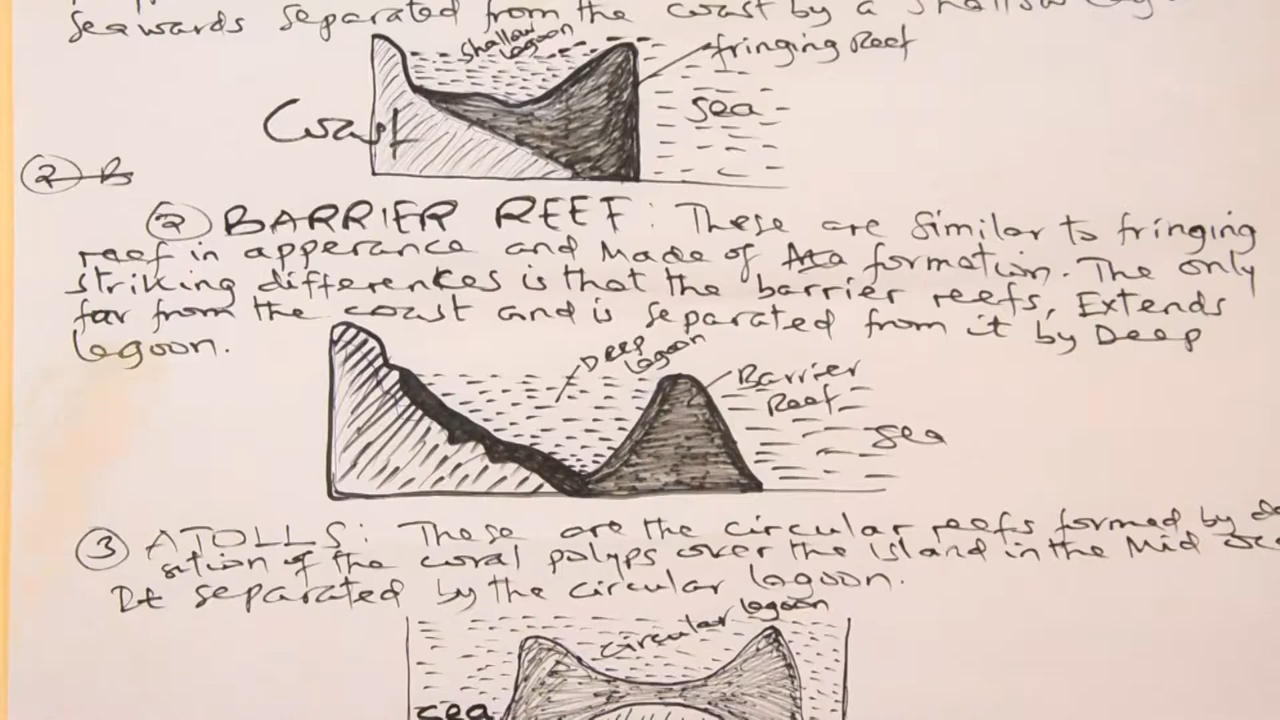 seawards separated from the coast by a shallow
shallow
lagoon
fringing Reef
Coast
sea
② B
② BARRIER REEF: These are Similar to fringing
reef in apperance and Made of formation. The only
striking differences is that the barrier reefs, Extends
far from the coast and is separated from it by Deep
lagoon.
Deep
lagoon
Barrier
Reef
sea
③ ATOLLS: These are the circular reefs formed by de
sition of the coral polyps over the island in the Mid oc
It separated by the circular lagoon.
circular lagoon
sea